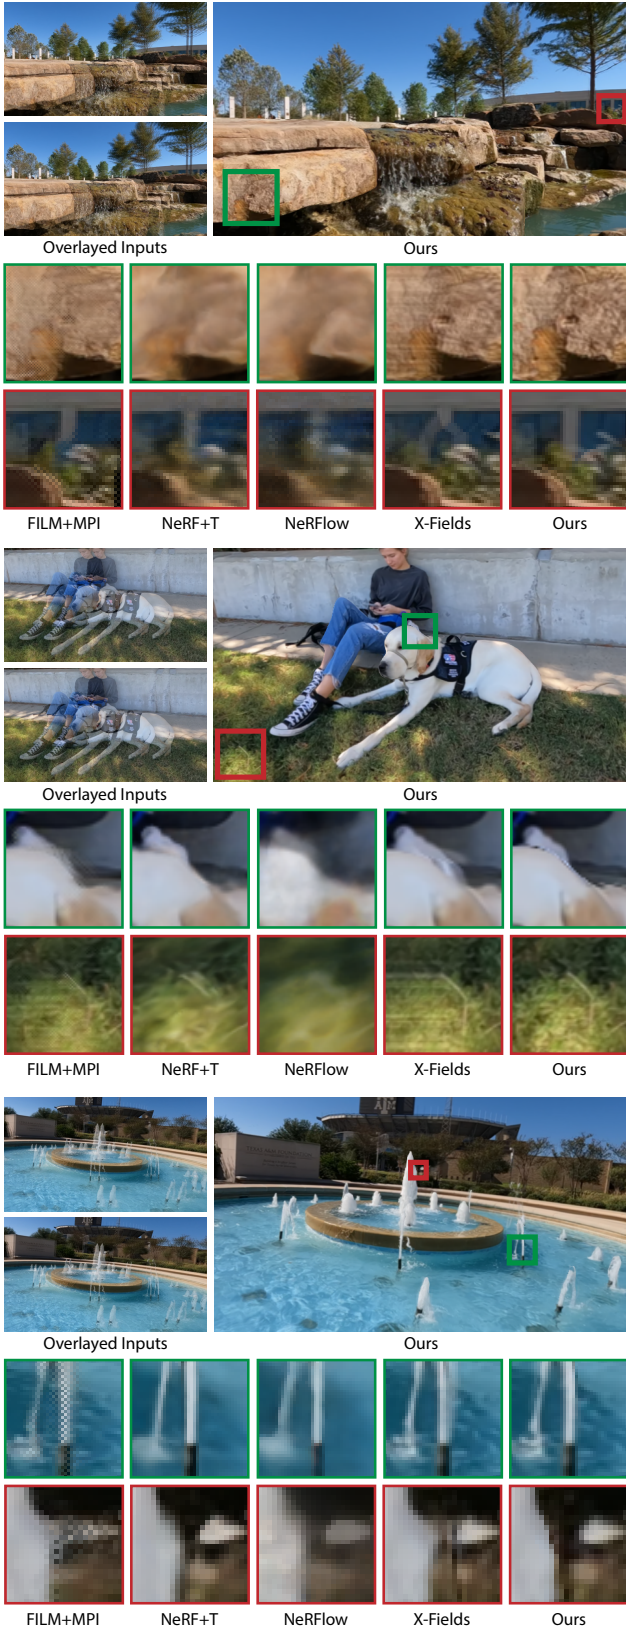 Overlayed Inputs
Ours
FILM+MPI
NeRF+T
NeRFlow
X-Fields
Ours
Overlayed Inputs
Ours
FILM+MPI
NeRF+T
NeRFlow
X-Fields
Ours
Overlayed Inputs
Ours
FILM+MPI
NeRF+T
NeRFlow
X-Fields
Ours